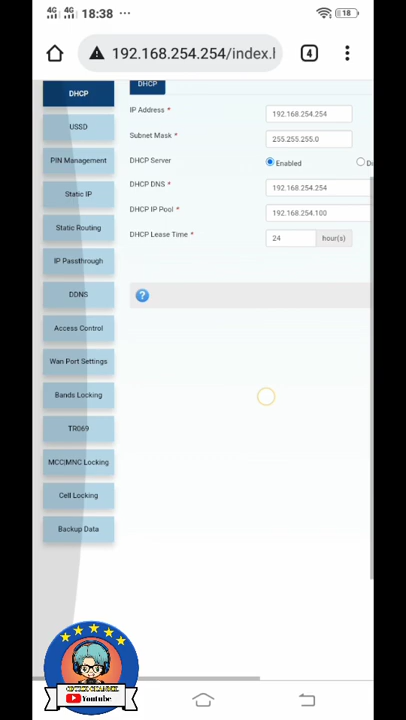 4G 4G 18:38 18
192.168.254.254/index.h 4
DHCP
USSD
PIN Management
Static IP
Static Routing
IP Passthrough
DDNS
Access Control
Wan Port Settings
Bands Locking
TR069
MCC|MNC Locking
Cell Locking
Backup Data
DHCP
IP Address * 192.168.254.254
Subnet Mask * 255.255.255.0
DHCP Server Enabled Di
DHCP DNS * 192.168.254.254
DHCP IP Pool * 192.168.254.100
DHCP Lease Time * 24 hour(s)
?
Youtube